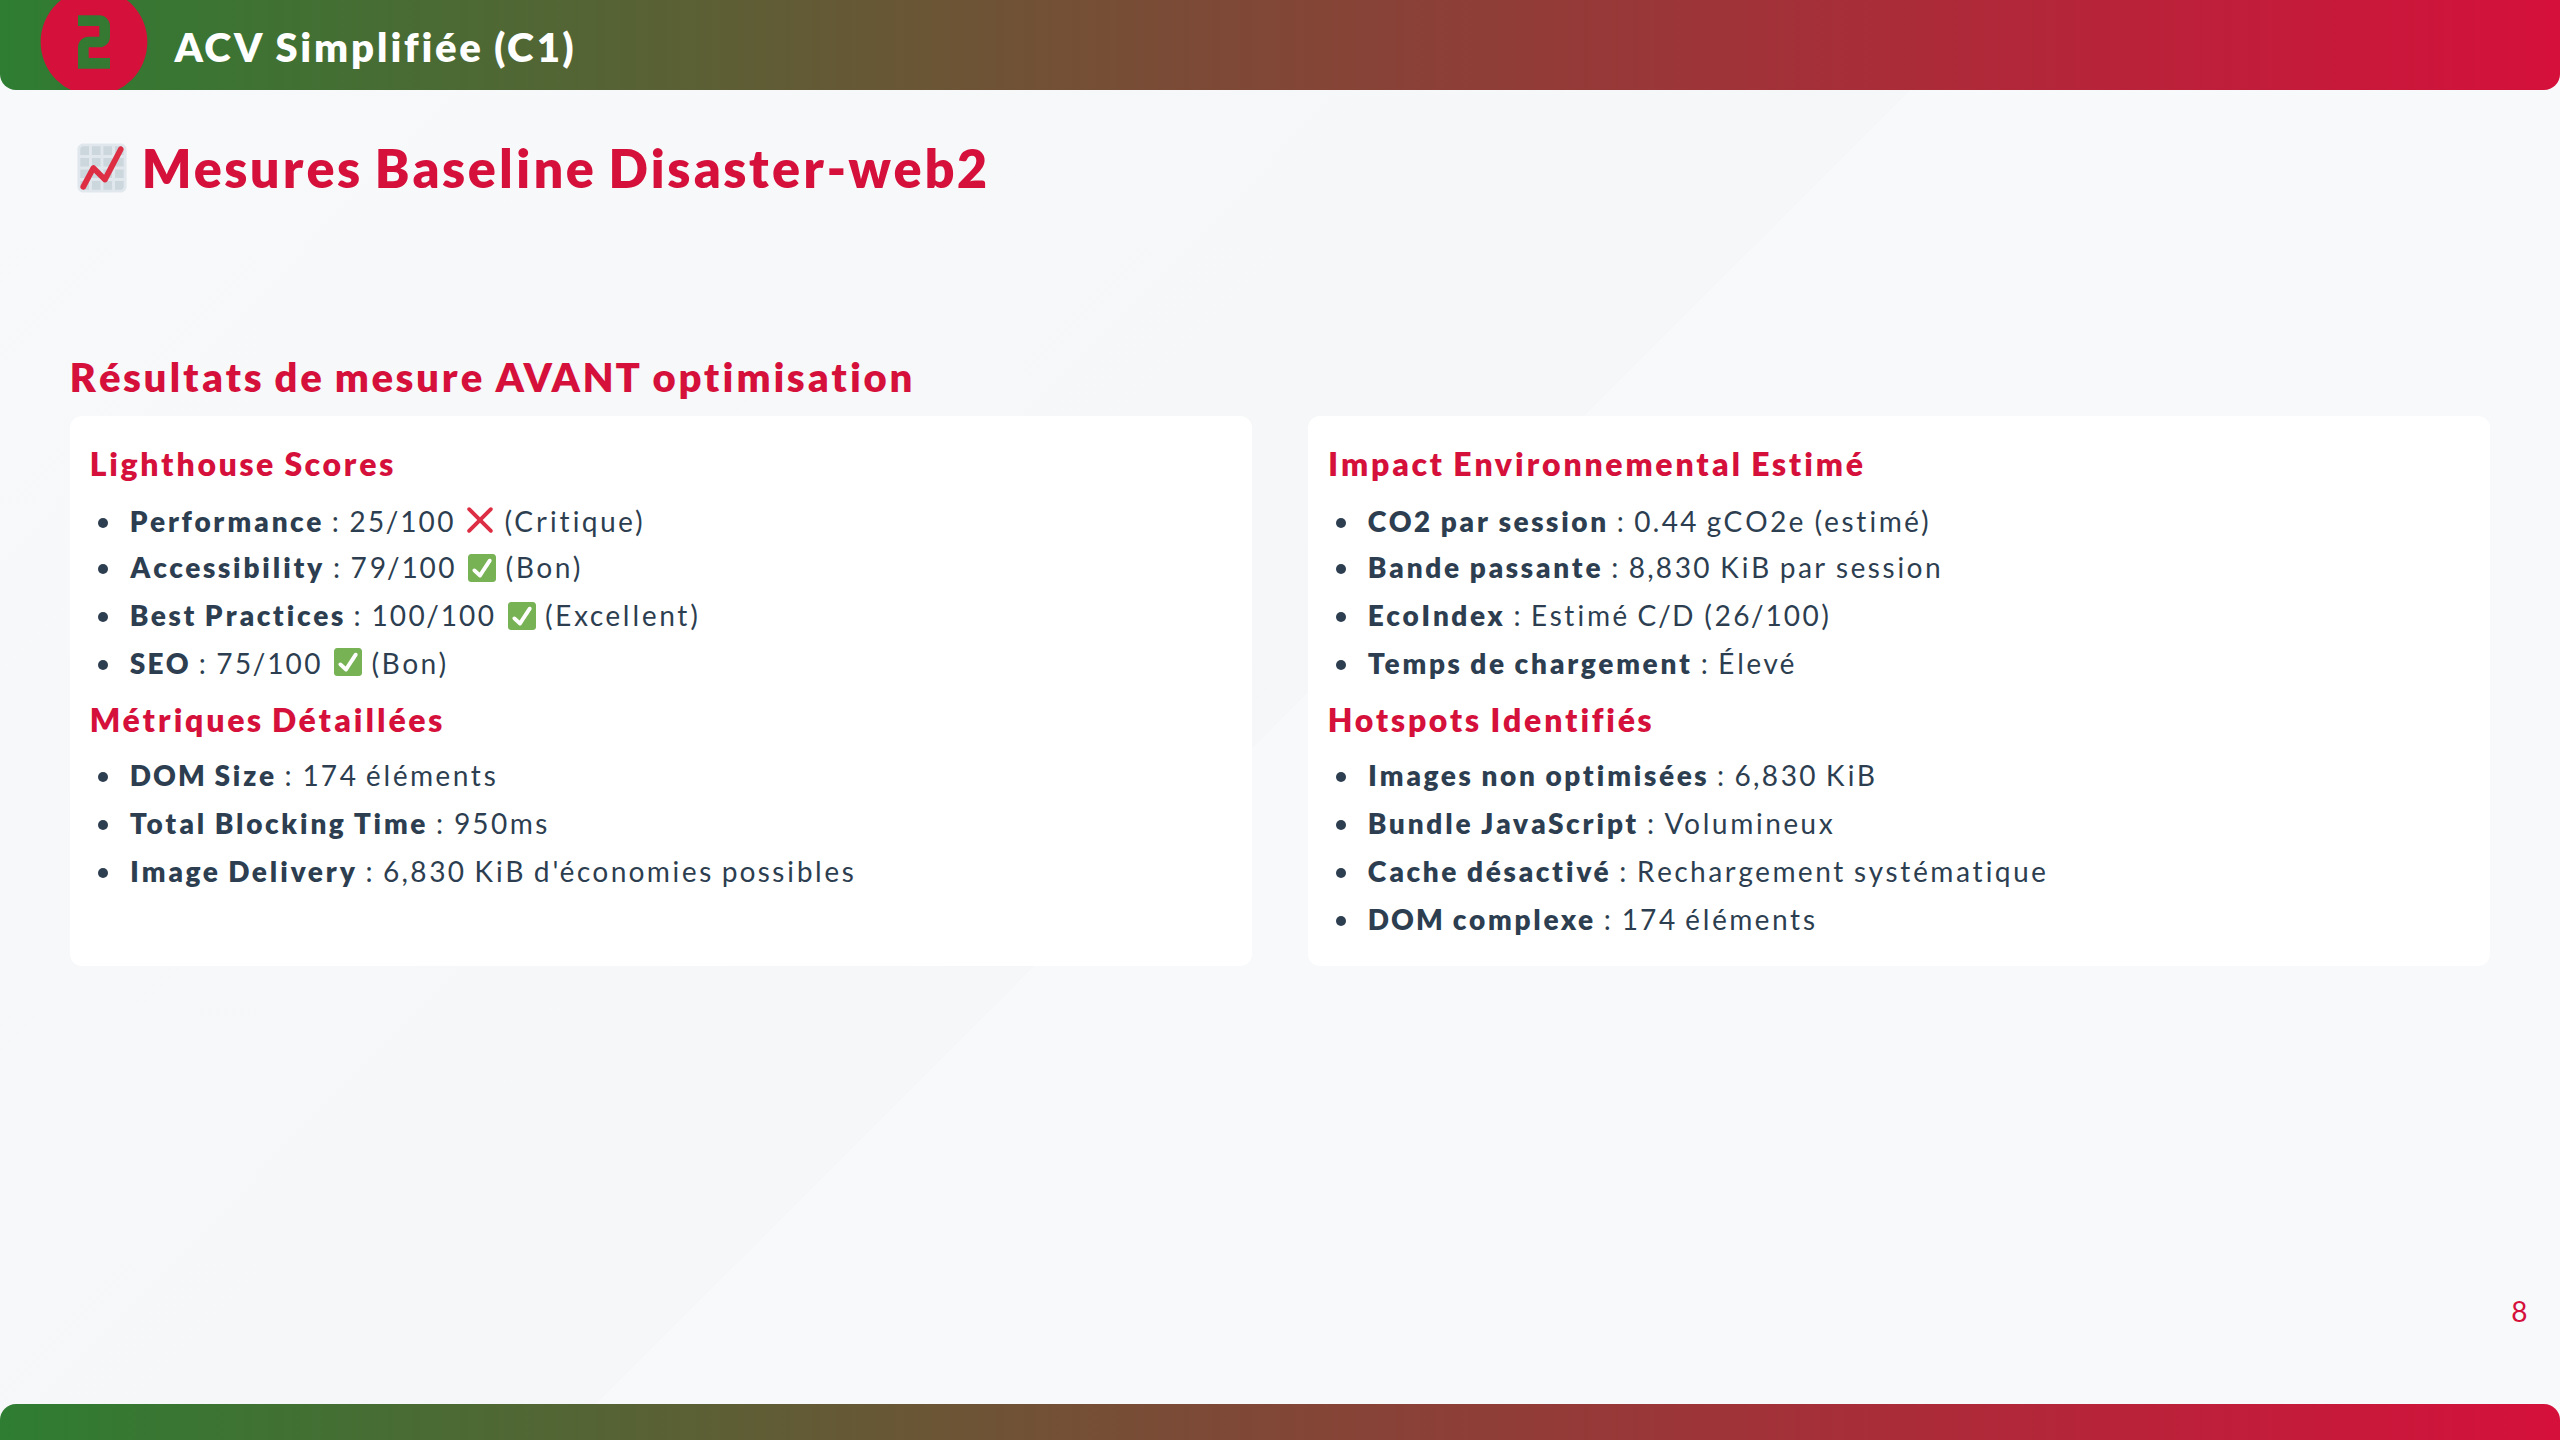 2
ACV Simplifiée (C1)
Mesures Baseline Disaster-web2
Résultats de mesure AVANT optimisation
Lighthouse Scores
• Performance : 25/100 ❌ (Critique)
• Accessibility : 79/100 ✅ (Bon)
• Best Practices : 100/100 ✅ (Excellent)
• SEO : 75/100 ✅ (Bon)
Métriques Détaillées
• DOM Size : 174 éléments
• Total Blocking Time : 950ms
• Image Delivery : 6,830 KiB d'économies possibles
Impact Environnemental Estimé
• CO2 par session : 0.44 gCO2e (estimé)
• Bande passante : 8,830 KiB par session
• EcoIndex : Estimé C/D (26/100)
• Temps de chargement : Élevé
Hotspots Identifiés
• Images non optimisées : 6,830 KiB
• Bundle JavaScript : Volumineux
• Cache désactivé : Rechargement systématique
• DOM complexe : 174 éléments
8